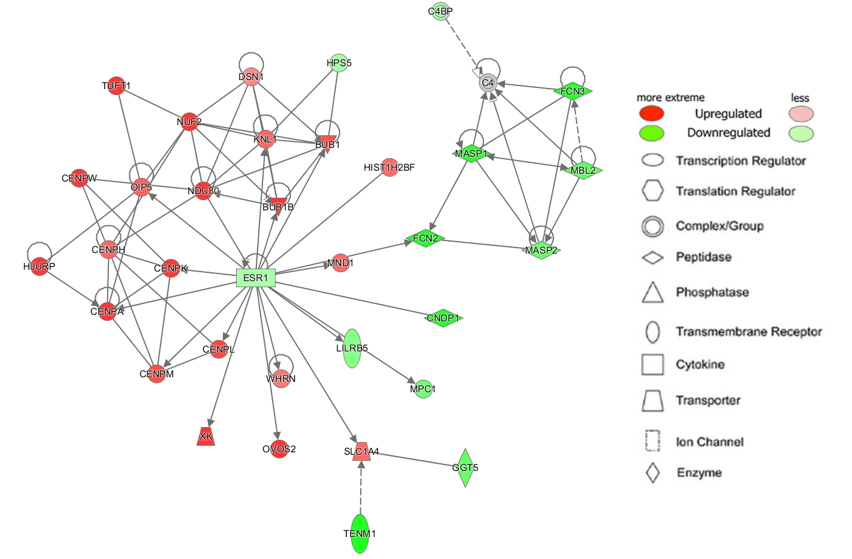 C4BP
HPS5
DSN1
C4
TUFT1
FCN3
more extreme
less
Upregulated
NUF2
KNL1
BUB1
Downregulated
MASP1
Transcription Regulator
HIST1H2BF
MBL2
CENPW
OIP5
NDC80
Translation Regulator
BUB1B
Complex/Group
FCN2
CENPH
MASP2
HJURP
CENPK
MND1
Peptidase
ESR1
Phosphatase
CENPA
CNDP1
Transmembrane Receptor
CENPL
LILRB5
Cytokine
CENPM
WHRN
MPC1
Transporter
XK
OVOS2
SLC1A4
Ion Channel
GGT5
Enzyme
TENM1